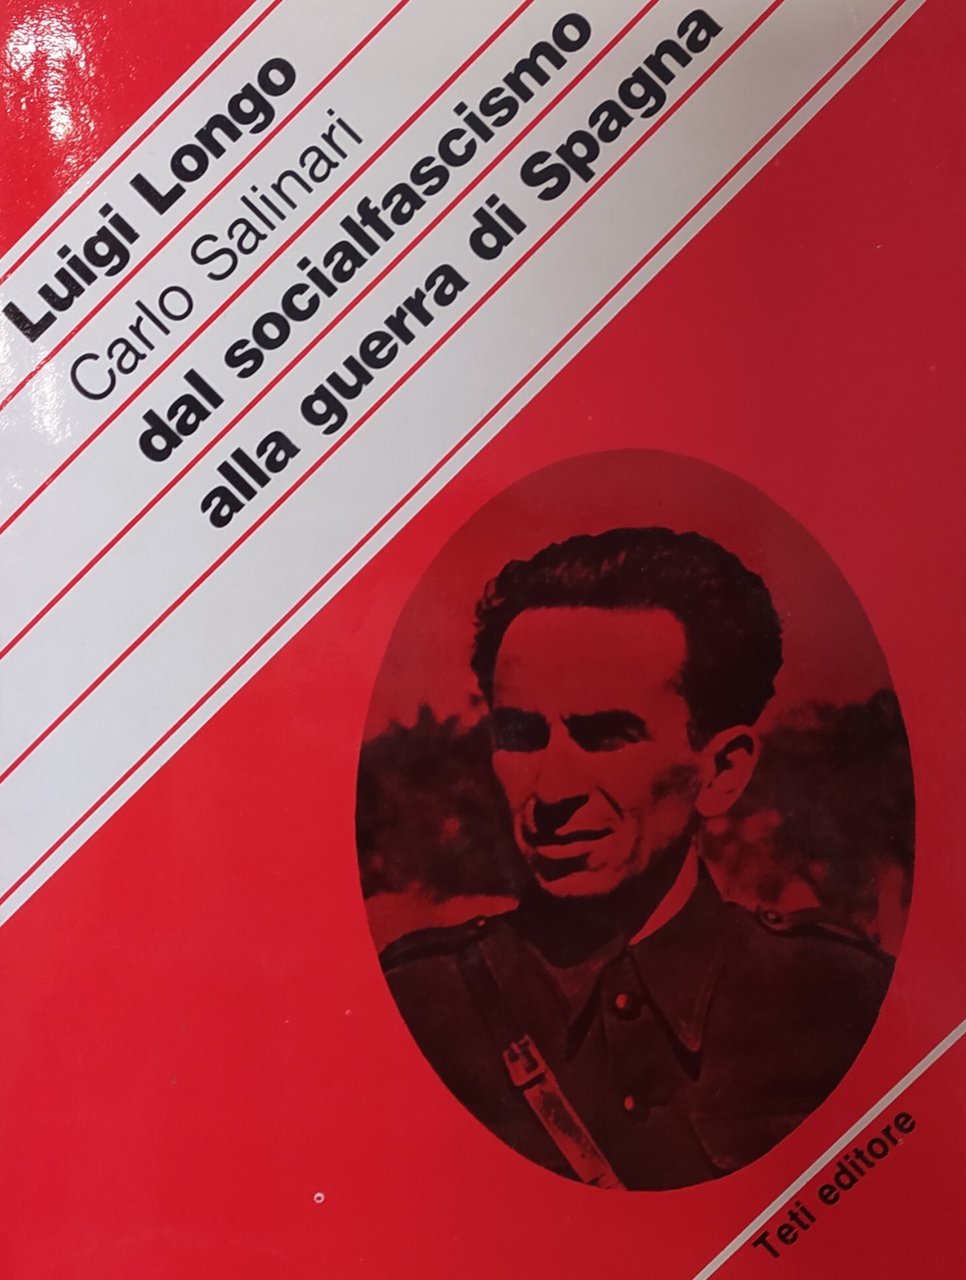 Luigi Longo
Carlo Salinari
dal socialfascismo
alla guerra di Spagna
Teti editore